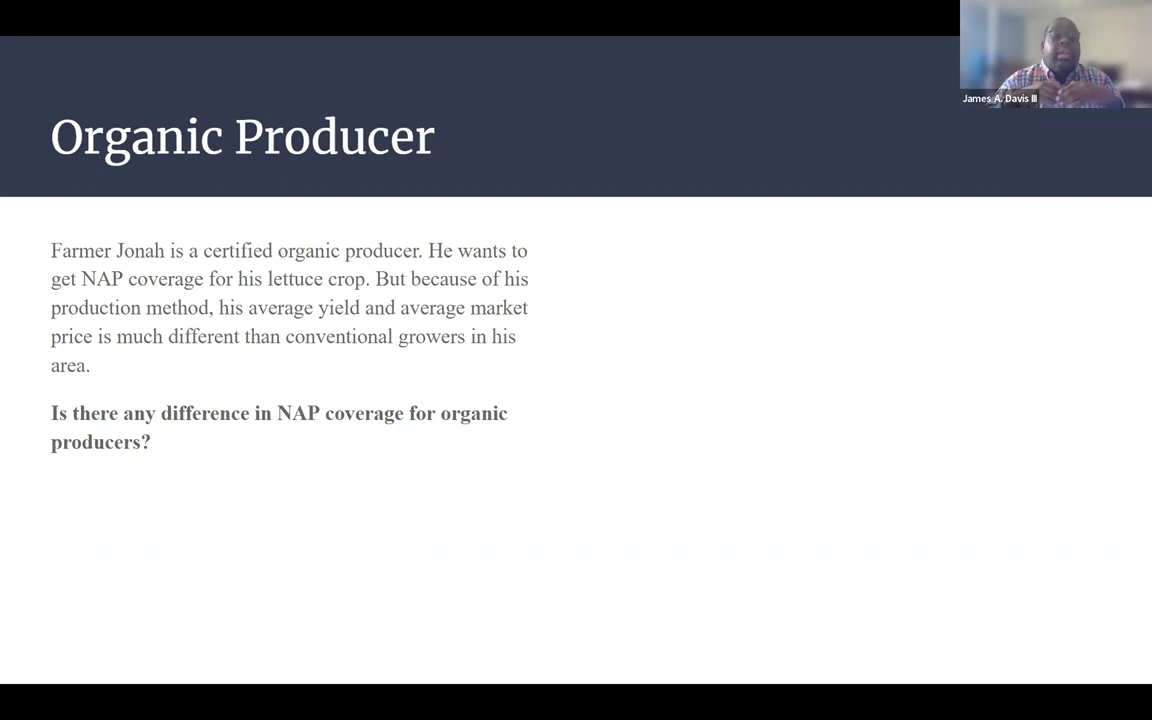 James A. Davis III
Organic Producer
Farmer Jonah is a certified organic producer. He wants to
get NAP coverage for his lettuce crop. But because of his
production method, his average yield and average market
price is much different than conventional growers in his
area.
Is there any difference in NAP coverage for organic
producers?